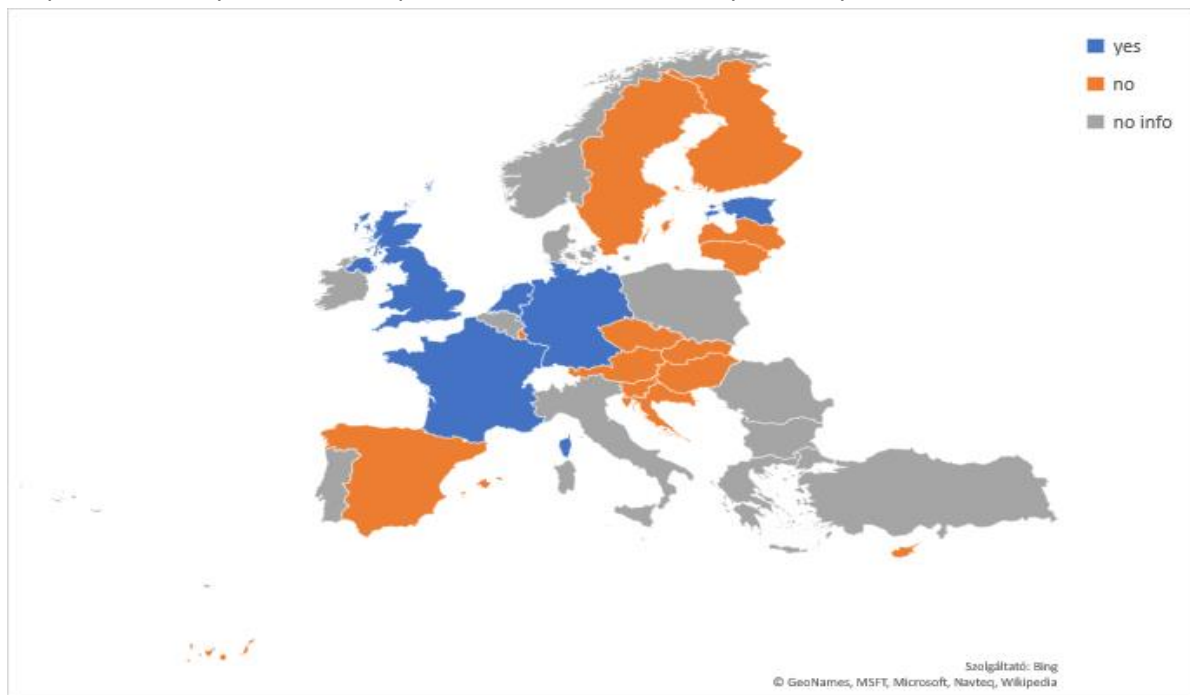 yes
no
no info
Szolgáltató: Bing
© GeoNames, MSFT, Microsoft, Navteq, Wikipedia